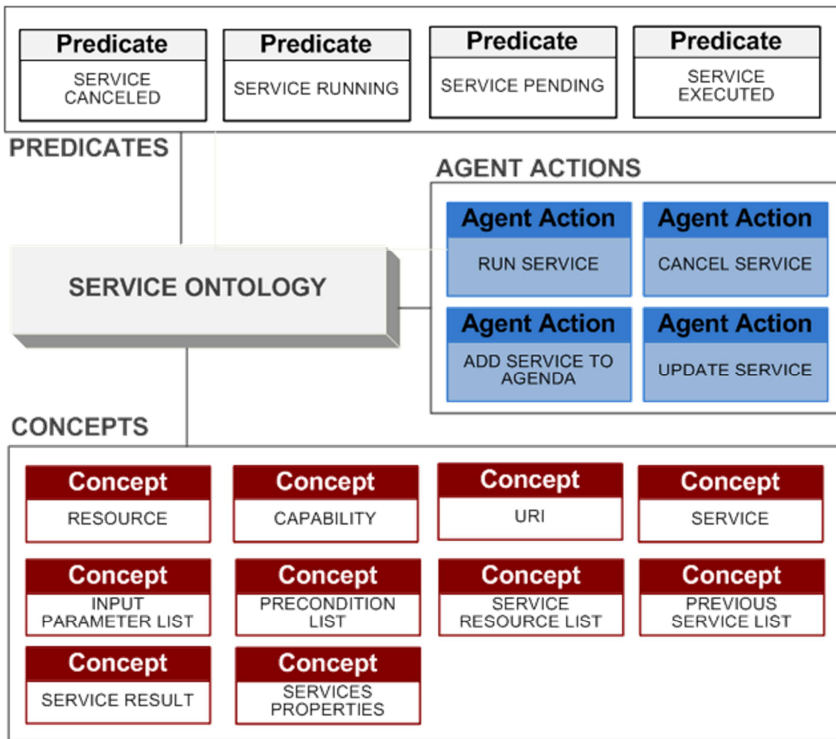 Predicate
SERVICE
CANCELED
Predicate
SERVICE RUNNING
Predicate
SERVICE PENDING
Predicate
SERVICE
EXECUTED
PREDICATES
AGENT ACTIONS
Agent Action
RUN SERVICE
Agent Action
CANCEL SERVICE
Agent Action
ADD SERVICE TO
AGENDA
Agent Action
UPDATE SERVICE
SERVICE ONTOLOGY
CONCEPTS
Concept
RESOURCE
Concept
CAPABILITY
Concept
URI
Concept
SERVICE
Concept
INPUT
PARAMETER LIST
Concept
PRECONDITION
LIST
Concept
SERVICE
RESOURCE LIST
Concept
PREVIOUS
SERVICE LIST
Concept
SERVICE RESULT
Concept
SERVICES
PROPERTIES